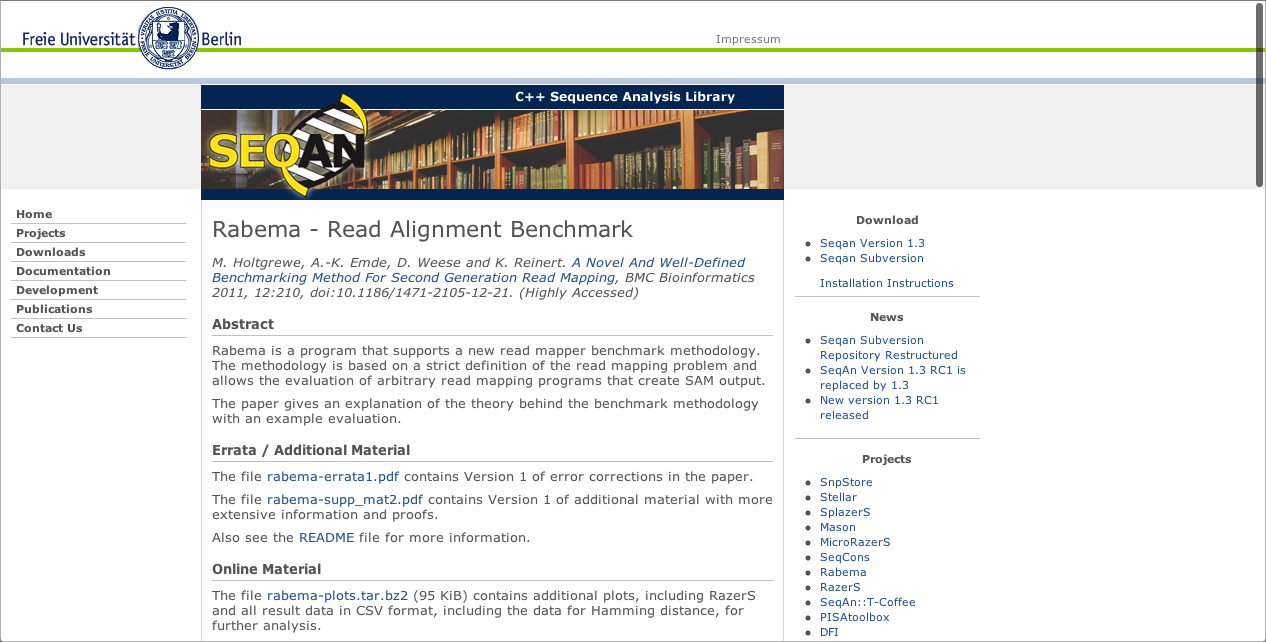 Freie Universität Berlin
Impressum
C++ Sequence Analysis Library
SEQAN
Home
Projects
Downloads
Documentation
Development
Publications
Contact Us
Rabema - Read Alignment Benchmark
M. Holtgrewe, A.-K. Emde, D. Weese and K. Reinert. A Novel And Well-Defined
Benchmarking Method For Second Generation Read Mapping, BMC Bioinformatics
2011, 12:210, doi:10.1186/1471-2105-12-21. (Highly Accessed)
Abstract
Rabema is a program that supports a new read mapper benchmark methodology.
The methodology is based on a strict definition of the read mapping problem and
allows the evaluation of arbitrary read mapping programs that create SAM output.
The paper gives an explanation of the theory behind the benchmark methodology
with an example evaluation.
Errata / Additional Material
The file rabema-errata1.pdf contains Version 1 of error corrections in the paper.
The file rabema-supp_mat2.pdf contains Version 1 of additional material with more
extensive information and proofs.
Also see the README file for more information.
Online Material
The file rabema-plots.tar.bz2 (95 KiB) contains additional plots, including RazerS
and all result data in CSV format, including the data for Hamming distance, for
further analysis.
Download
Seqan Version 1.3
Seqan Subversion
Installation Instructions
News
Seqan Subversion
Repository Restructured
SeqAn Version 1.3 RC1 is
replaced by 1.3
New version 1.3 RC1
released
Projects
SnpStore
Stellar
SplazerS
Mason
MicroRazerS
SeqCons
Rabema
RazerS
SeqAn::T-Coffee
PISAtoolbox
DFI